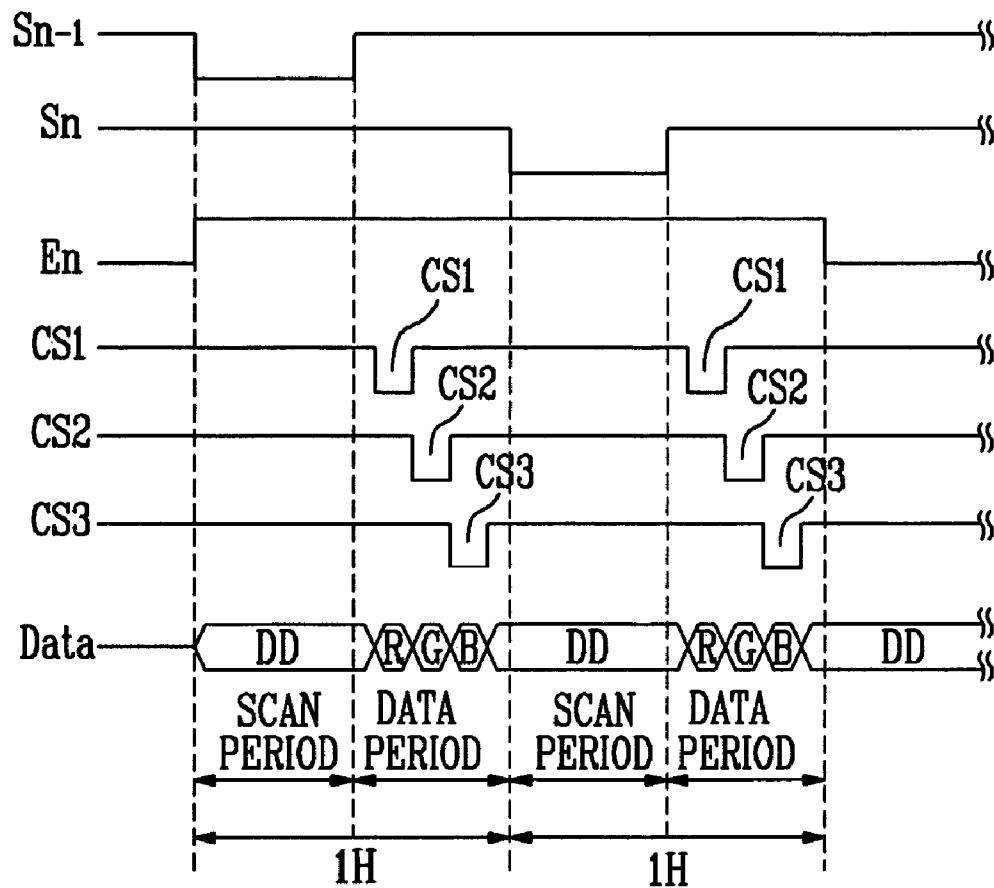 Sn-1
Sn
En
CS1 CS1
CS1
CS2 CS2
CS2
CS3 CS3
CS3
Data DD R G B DD R G B DD
SCAN PERIOD DATA PERIOD SCAN PERIOD DATA PERIOD
1H 1H